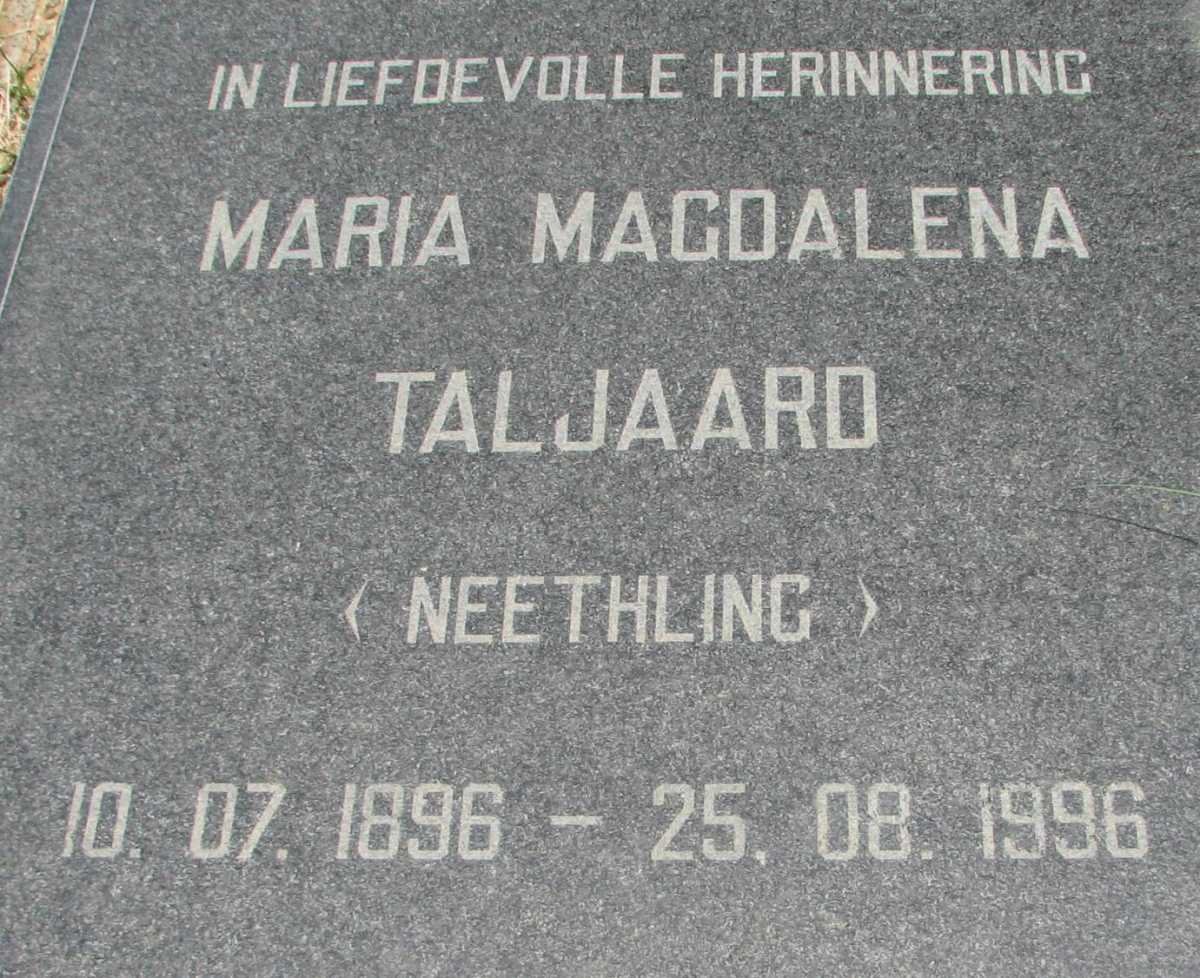 IN LIEFDEVOLLE HERINNERING
MARIA MAGDALENA
TALJAARD
( NEETHLING )
10. 07. 1896 – 25. 08. 1996